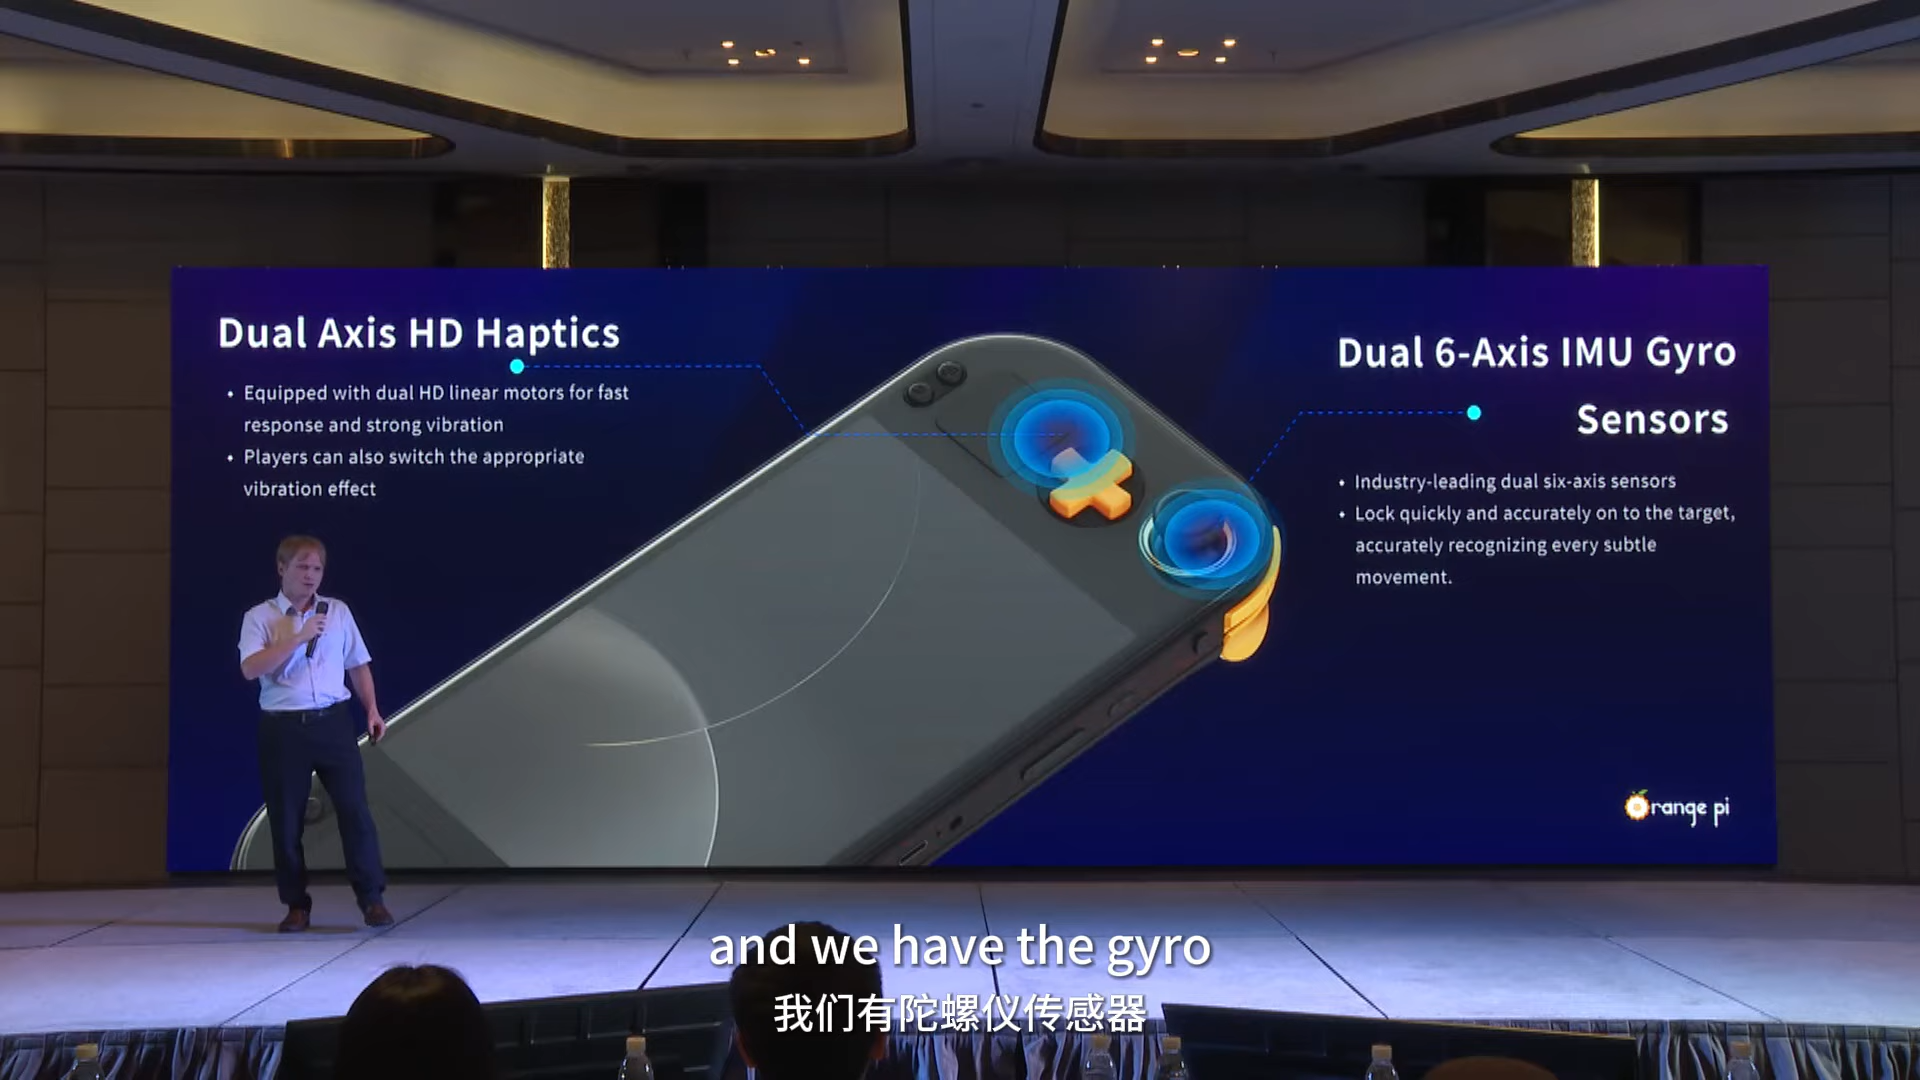 Dual Axis HD Haptics
• Equipped with dual HD linear motors for fast
response and strong vibration
• Players can also switch the appropriate
vibration effect
Dual 6-Axis IMU Gyro
Sensors
• Industry-leading dual six-axis sensors
• Lock quickly and accurately on to the target,
accurately recognizing every subtle
movement.
range pi
and we have the gyro
我们有陀螺仪传感器